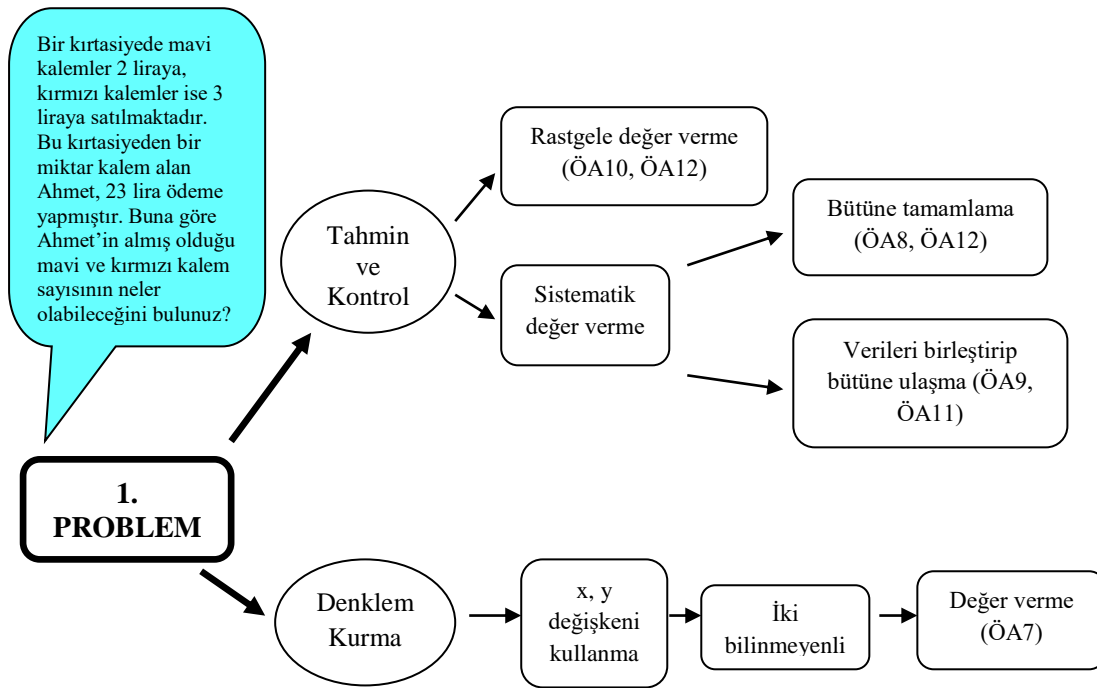 Bir kırtasiyede mavi
kalemler 2 liraya,
kırmızı kalemler ise 3
liraya satılmaktadır.
Bu kırtasiyeden bir
miktar kalem alan
Ahmet, 23 lira ödeme
yapmıştır. Buna göre
Ahmet’in almış olduğu
mavi ve kırmızı kalem
sayısının neler
olabileceğini bulunuz?
1.
PROBLEM
Tahmin
ve
Kontrol
Rastgele değer verme
(ÖA10, ÖA12)
Sistematik
değer verme
Bütüne tamamlama
(ÖA8, ÖA12)
Verileri birleştirip
bütüne ulaşma (ÖA9,
ÖA11)
Denklem
Kurma
x, y
değişkeni
kullanma
İki
bilinmeyenli
Değer verme
(ÖA7)